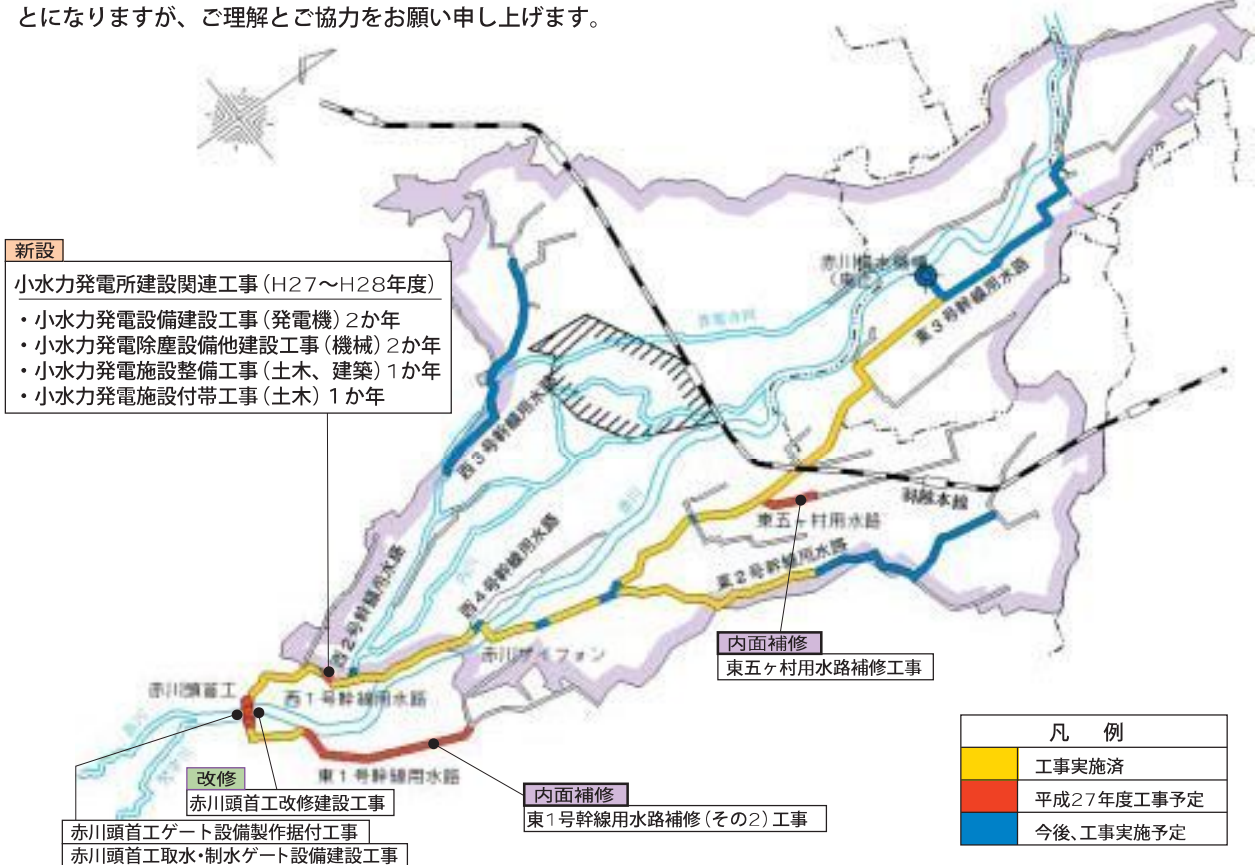 とになりますが、ご理解とご協力をお願い申し上げます。
新設
小水力発電所建設関連工事(H27～H28年度)
・小水力発電設備建設工事(発電機)2か年
・小水力発電除塵設備他建設工事(機械)2か年
・小水力発電施設整備工事(土木、建築)1か年
・小水力発電施設付帯工事(土木)1か年
東3号幹線用水路
西3号幹線用水路
羽越本線
東五ヶ村用水路
西4号幹線用水路
赤川
東2号幹線用水路
西2号幹線用水路
赤川サイフォン
内面補修
東五ヶ村用水路補修工事
赤川頭首工
西1号幹線用水路
東1号幹線用水路
改修
赤川頭首工改修建設工事
内面補修
東1号幹線用水路補修(その2)工事
赤川頭首工ゲート設備製作据付工事
赤川頭首工取水・制水ゲート設備建設工事
凡例
工事実施済
平成27年度工事予定
今後、工事実施予定